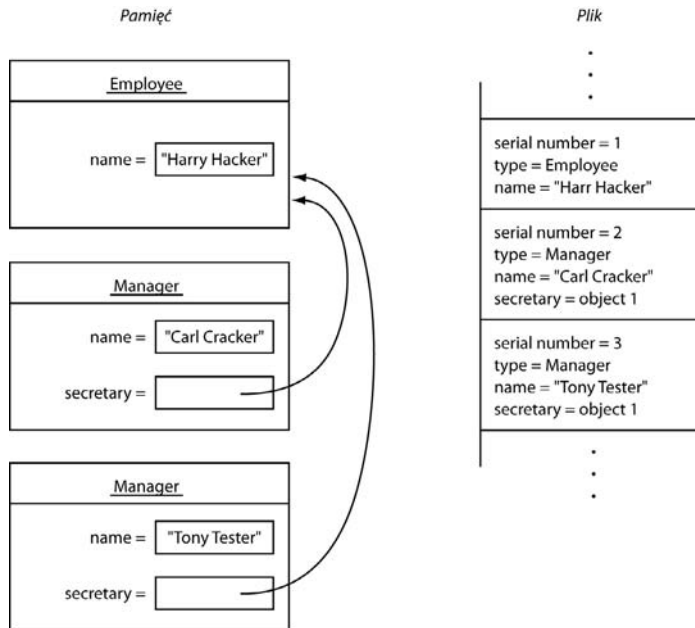 Pamięć
Employee
name = "Harry Hacker"
Manager
name = "Carl Cracker"
secretary =
Manager
name = "Tony Tester"
secretary =
Plik
serial number = 1
type = Employee
name = "Harr Hacker"
serial number = 2
type = Manager
name = "Carl Cracker"
secretary = object 1
serial number = 3
type = Manager
name = "Tony Tester"
secretary = object 1